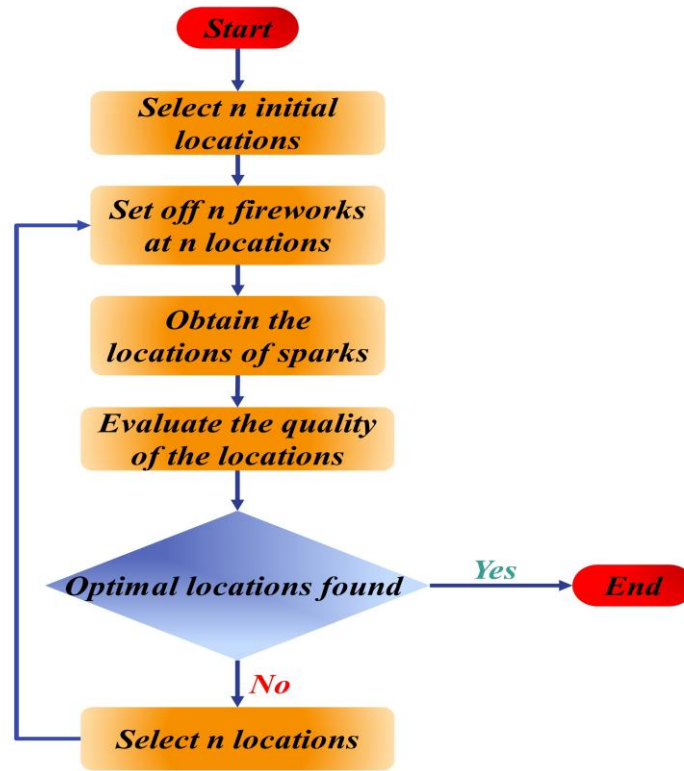 Start
Select n initial
locations
Set off n fireworks
at n locations
Obtain the
locations of sparks
Evaluate the quality
of the locations
Optimal locations found
Yes
End
No
Select n locations